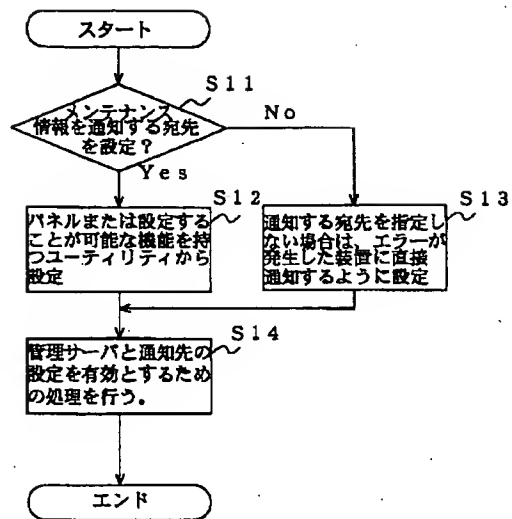 スタート
S11
メンテナンス
情報を通知する宛先
を設定？
No
Yes
S12
パネルまたは設定する
ことが可能な機能を持
つユーティリティから
設定
S13
通知する宛先を指定し
ない場合は、エラーが
発生した装置に直接
通知するように設定
S14
管理サーバと通知先の
設定を有効とするため
の処理を行う。
エンド